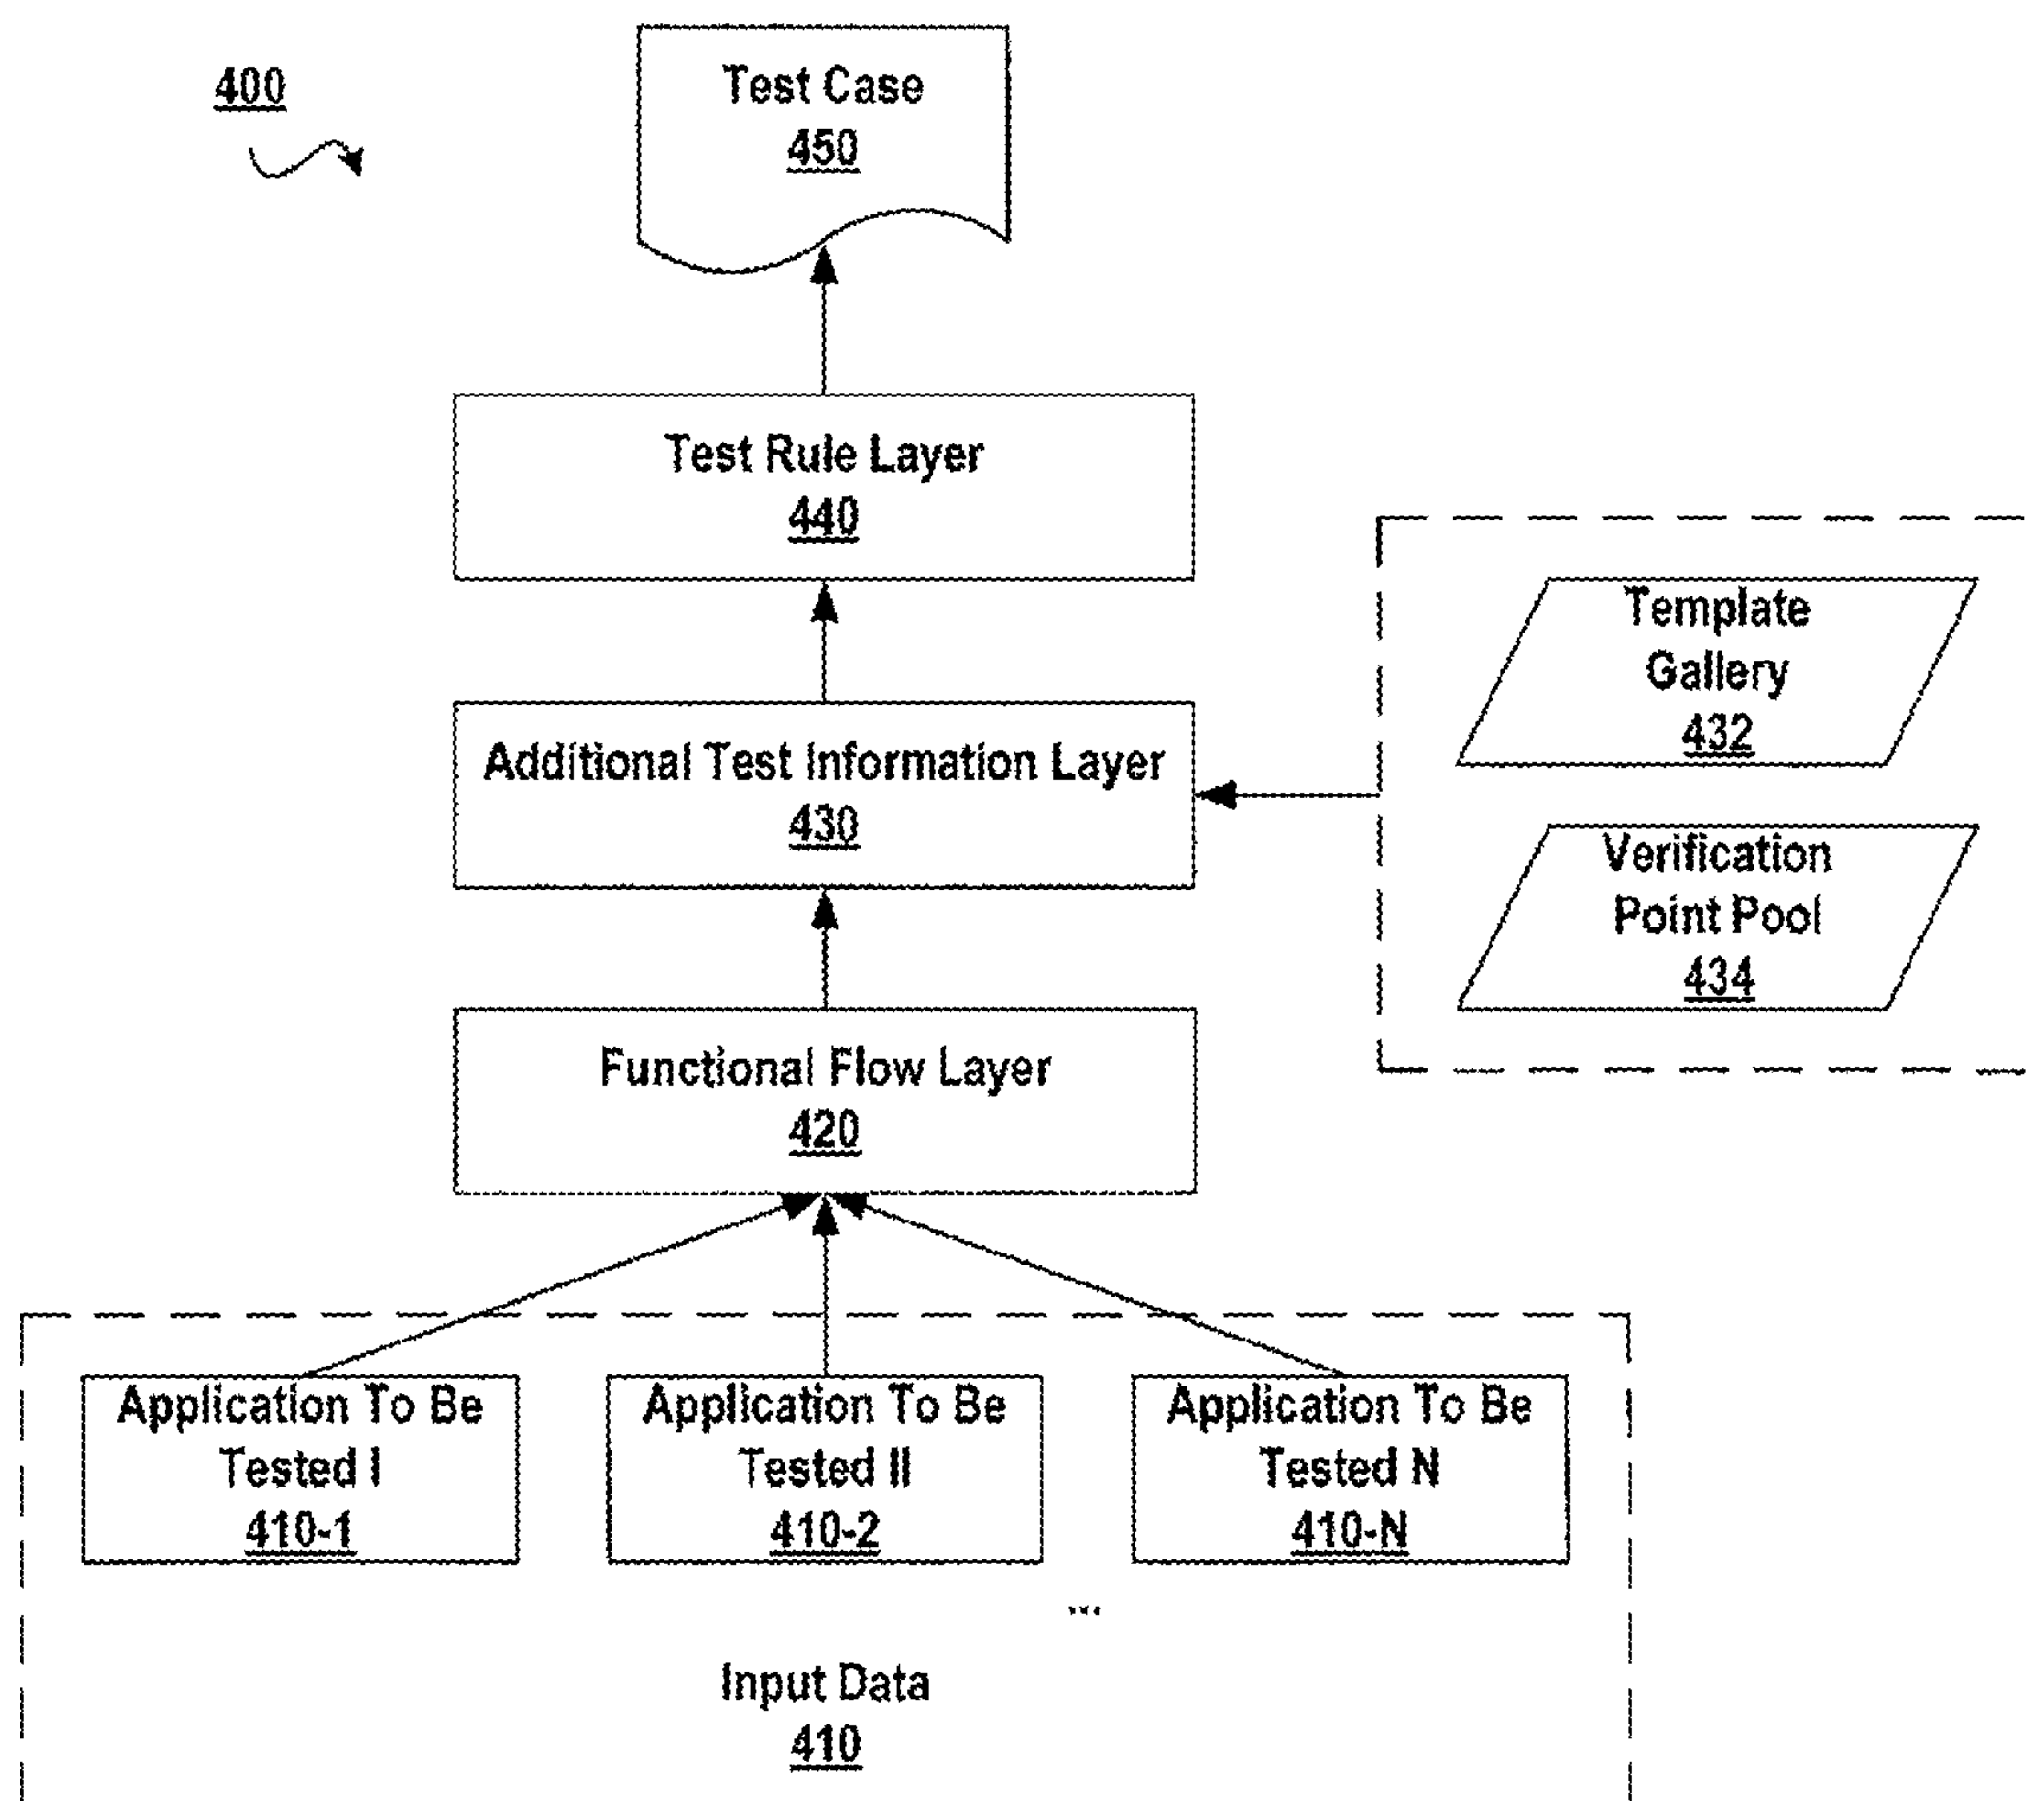 400
Test Case
450
Test Rule Layer
440
Template
Gallery
432
Additional Test Information Layer
430
Verification
Point Pool
434
Functional Flow Layer
420
Application To Be
Tested I
410-1
Application To Be
Tested II
410-2
Application To Be
Tested N
410-N
...
Input Data
410